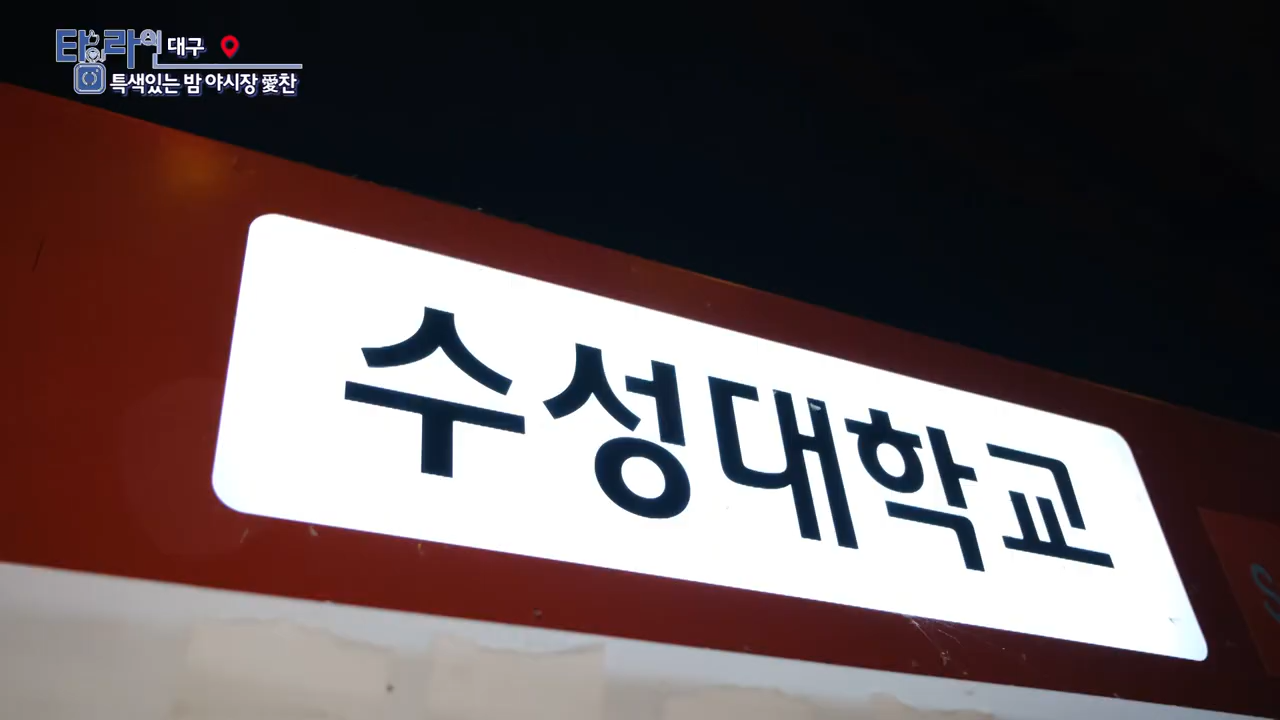 타임라인 대구
특색있는 밤 야시장 愛찬
수성대학교